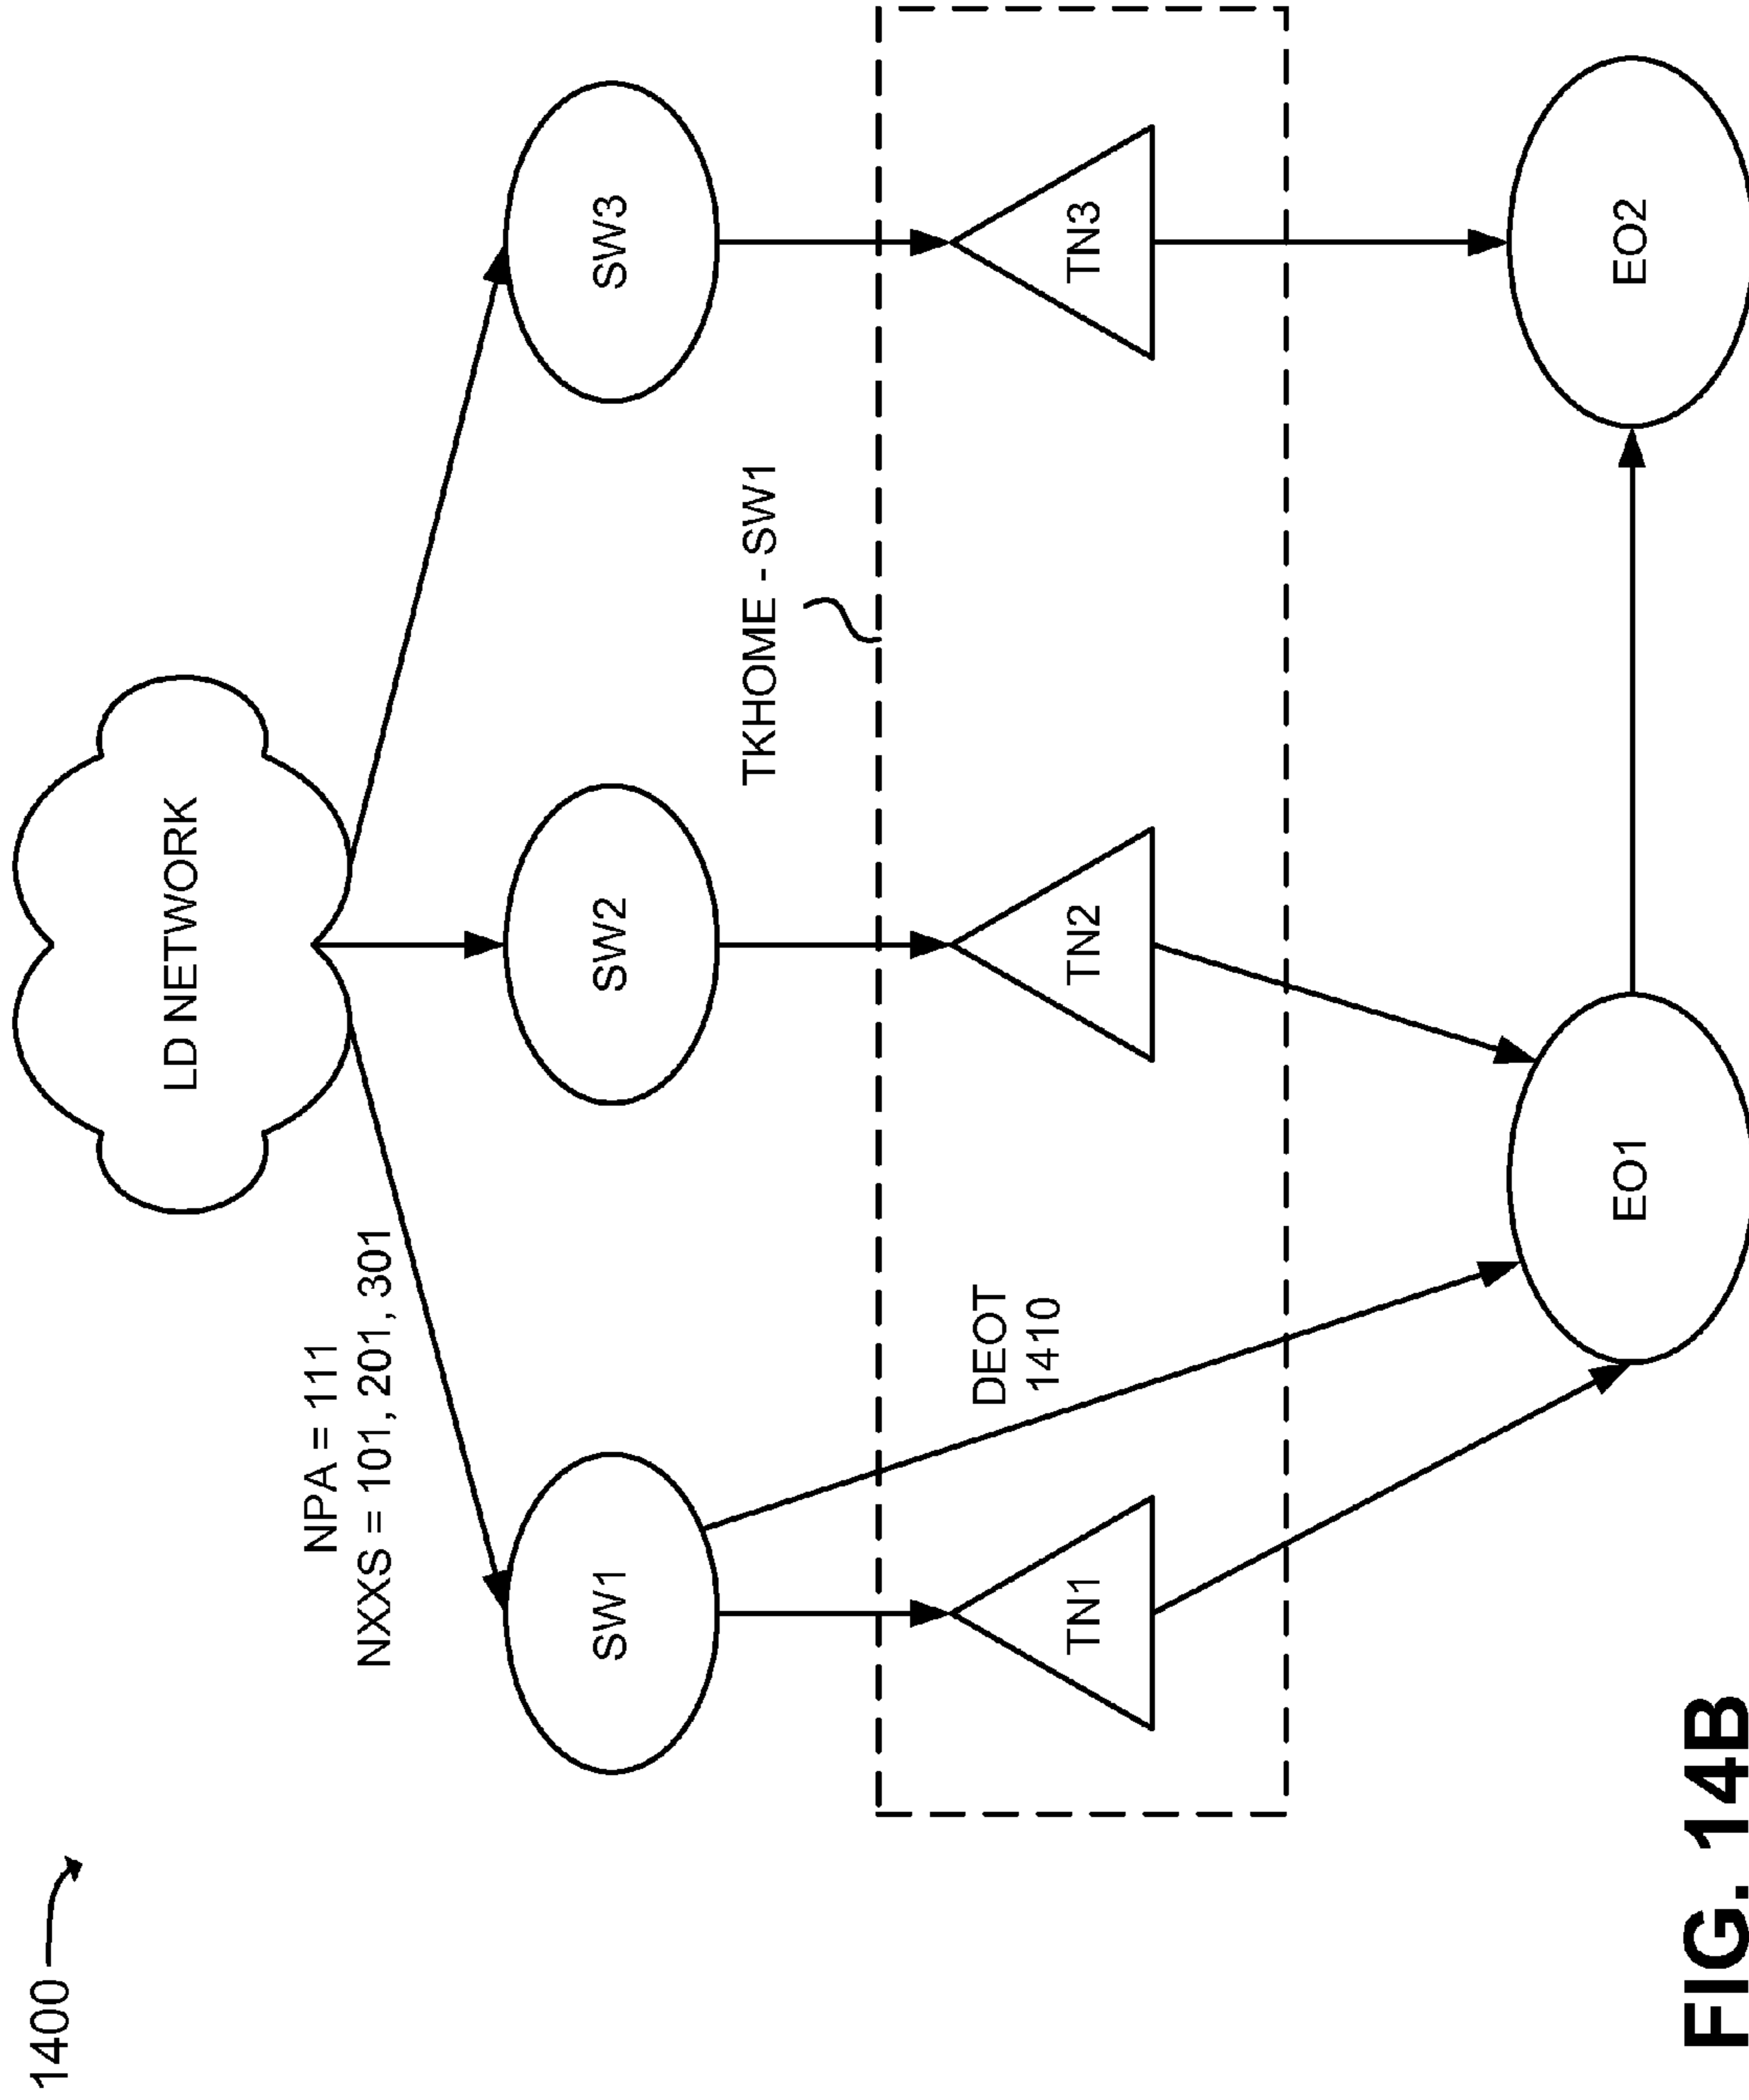 1400
LD NETWORK
NPA = 111
NXXS = 101, 201, 301
SW1
SW2
SW3
TKHOME - SW1
DEOT
1410
TN1
TN2
TN3
EO1
EO2
FIG. 14B